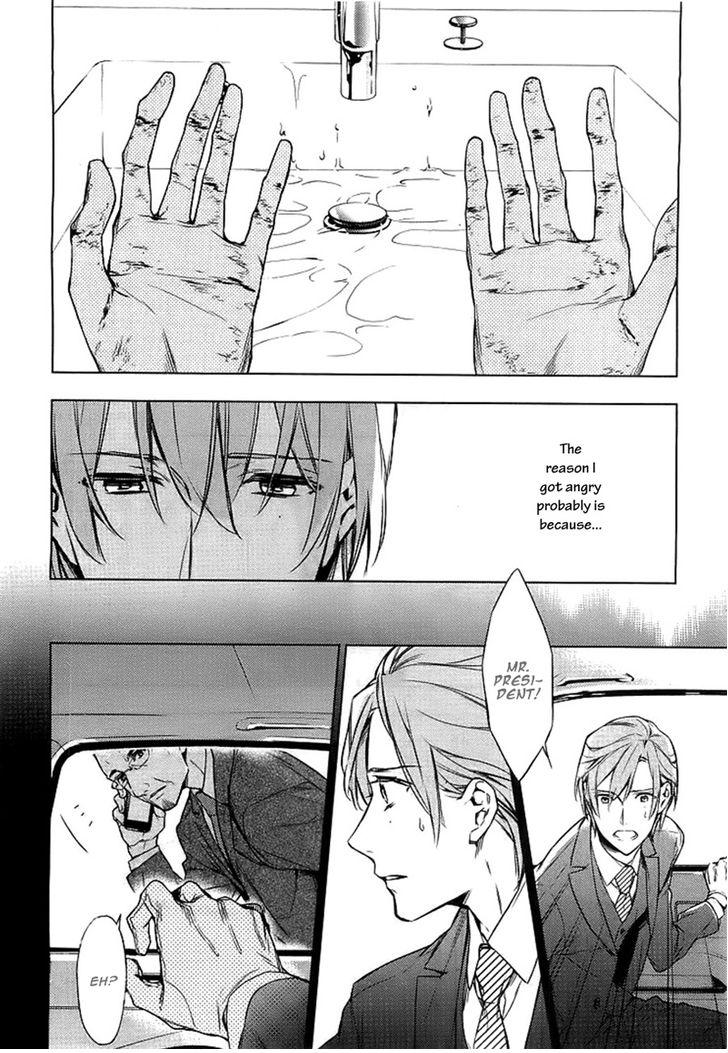 The
reason I
got angry
probably is
because...
MR.
PRESI-
DENT!
EH?